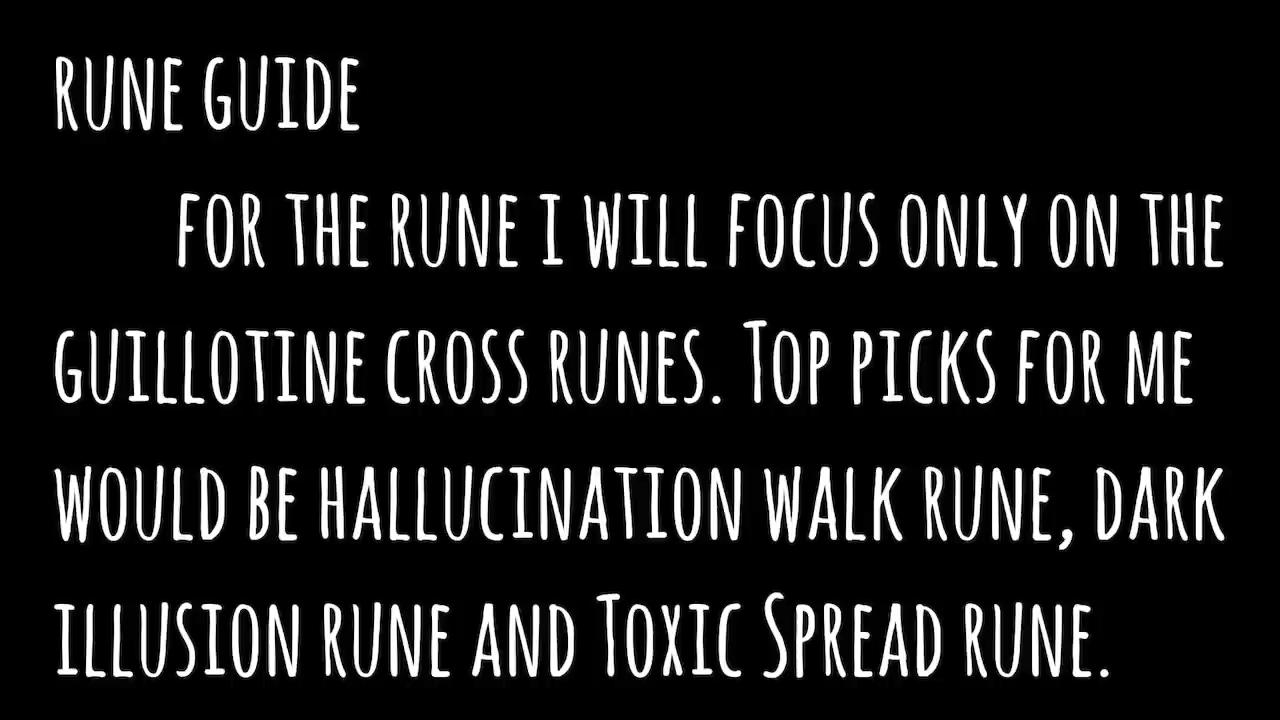 RUNE GUIDE
FOR THE RUNE I WILL FOCUS ONLY ON THE
GUILLOTINE CROSS RUNES. TOP PICKS FOR ME
WOULD BE HALLUCINATION WALK RUNE, DARK
ILLUSION RUNE AND TOXIC SPREAD RUNE.